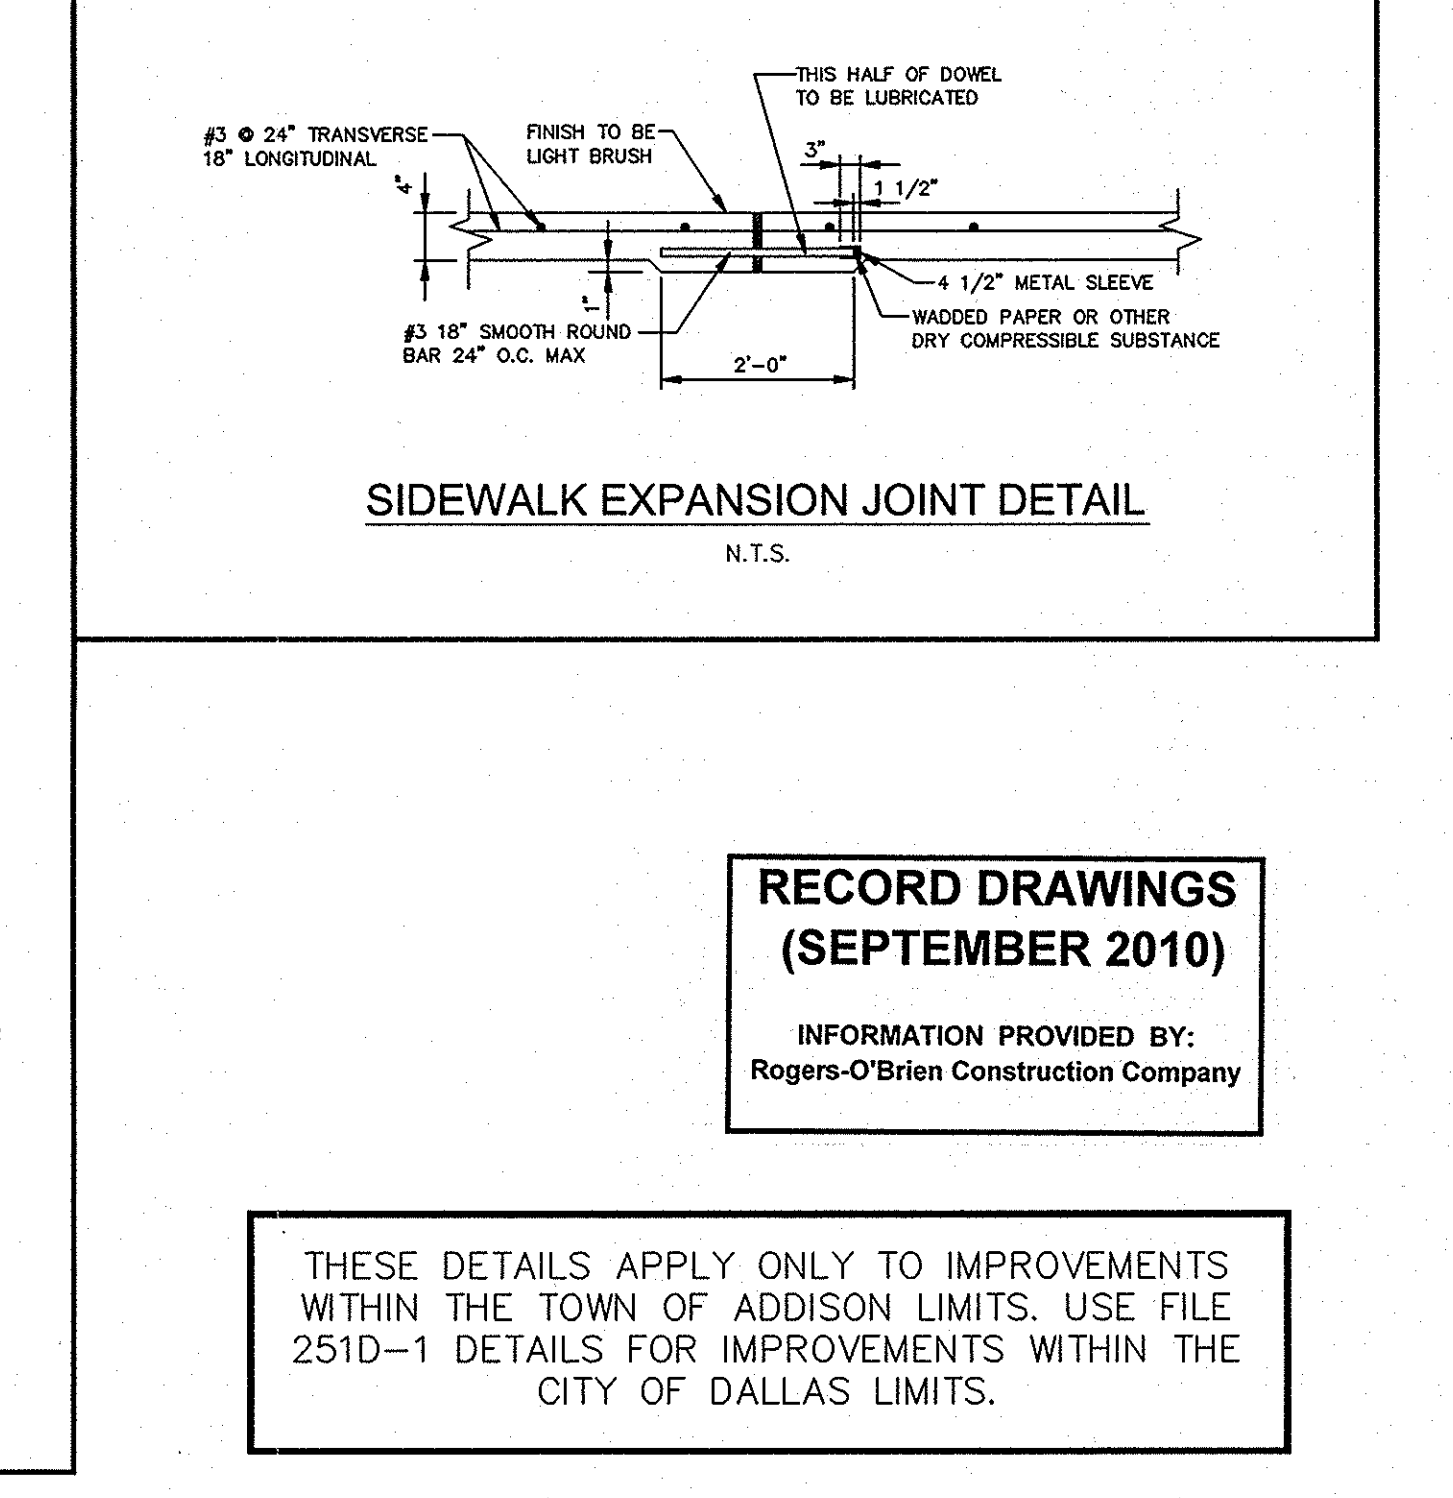 THIS HALF OF DOWEL
TO BE LUBRICATED
#3 @ 24" TRANSVERSE
18" LONGITUDINAL
FINISH TO BE
LIGHT BRUSH
3"
1 1/2"
4"
1"
4 1/2" METAL SLEEVE
WADDED PAPER OR OTHER
DRY COMPRESSIBLE SUBSTANCE
#3 18" SMOOTH ROUND
BAR 24" O.C. MAX
2'-0"
SIDEWALK EXPANSION JOINT DETAIL
N.T.S.
RECORD DRAWINGS
(SEPTEMBER 2010)
INFORMATION PROVIDED BY:
Rogers-O'Brien Construction Company
THESE DETAILS APPLY ONLY TO IMPROVEMENTS
WITHIN THE TOWN OF ADDISON LIMITS. USE FILE
251D-1 DETAILS FOR IMPROVEMENTS WITHIN THE
CITY OF DALLAS LIMITS.